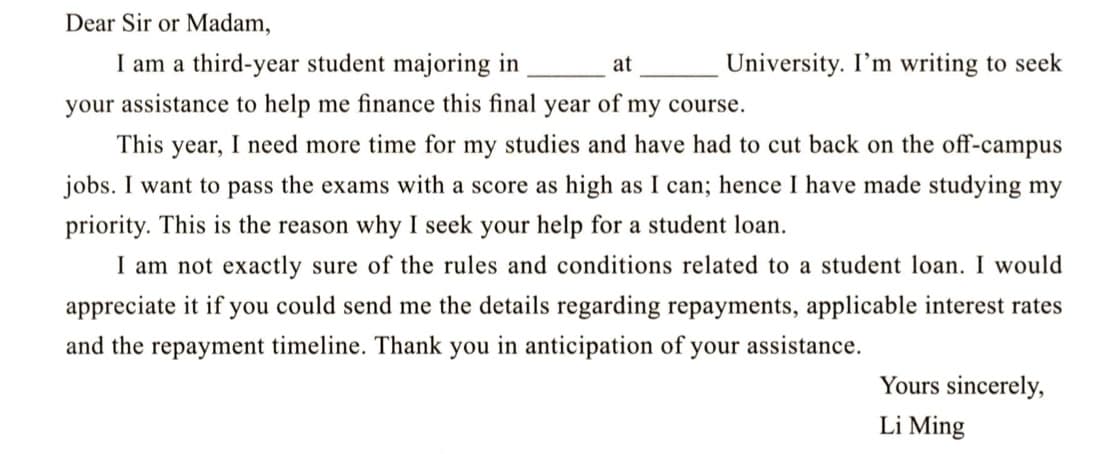 Dear Sir or Madam,
I am a third-year student majoring in ______ at ______ University. I’m writing to seek
your assistance to help me finance this final year of my course.
This year, I need more time for my studies and have had to cut back on the off-campus
jobs. I want to pass the exams with a score as high as I can; hence I have made studying my
priority. This is the reason why I seek your help for a student loan.
I am not exactly sure of the rules and conditions related to a student loan. I would
appreciate it if you could send me the details regarding repayments, applicable interest rates
and the repayment timeline. Thank you in anticipation of your assistance.
Yours sincerely,
Li Ming